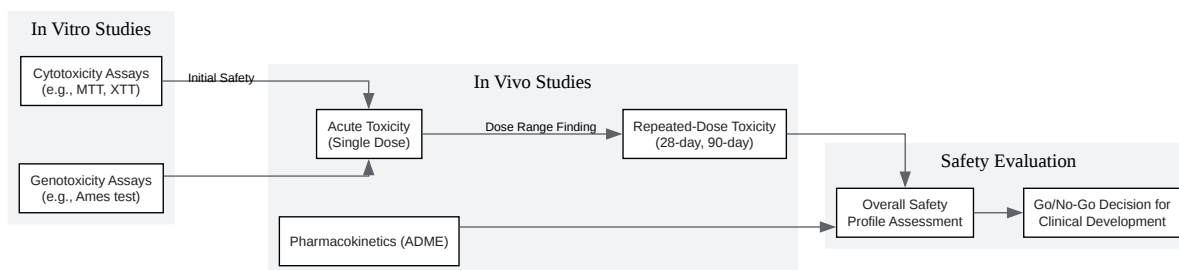 In Vitro Studies
Cytotoxicity Assays
(e.g., MTT, XTT)
Initial Safety
Genotoxicity Assays
(e.g., Ames test)
In Vivo Studies
Acute Toxicity
(Single Dose)
Dose Range Finding
Repeated-Dose Toxicity
(28-day, 90-day)
Pharmacokinetics (ADME)
Safety Evaluation
Overall Safety
Profile Assessment
Go/No-Go Decision for
Clinical Development